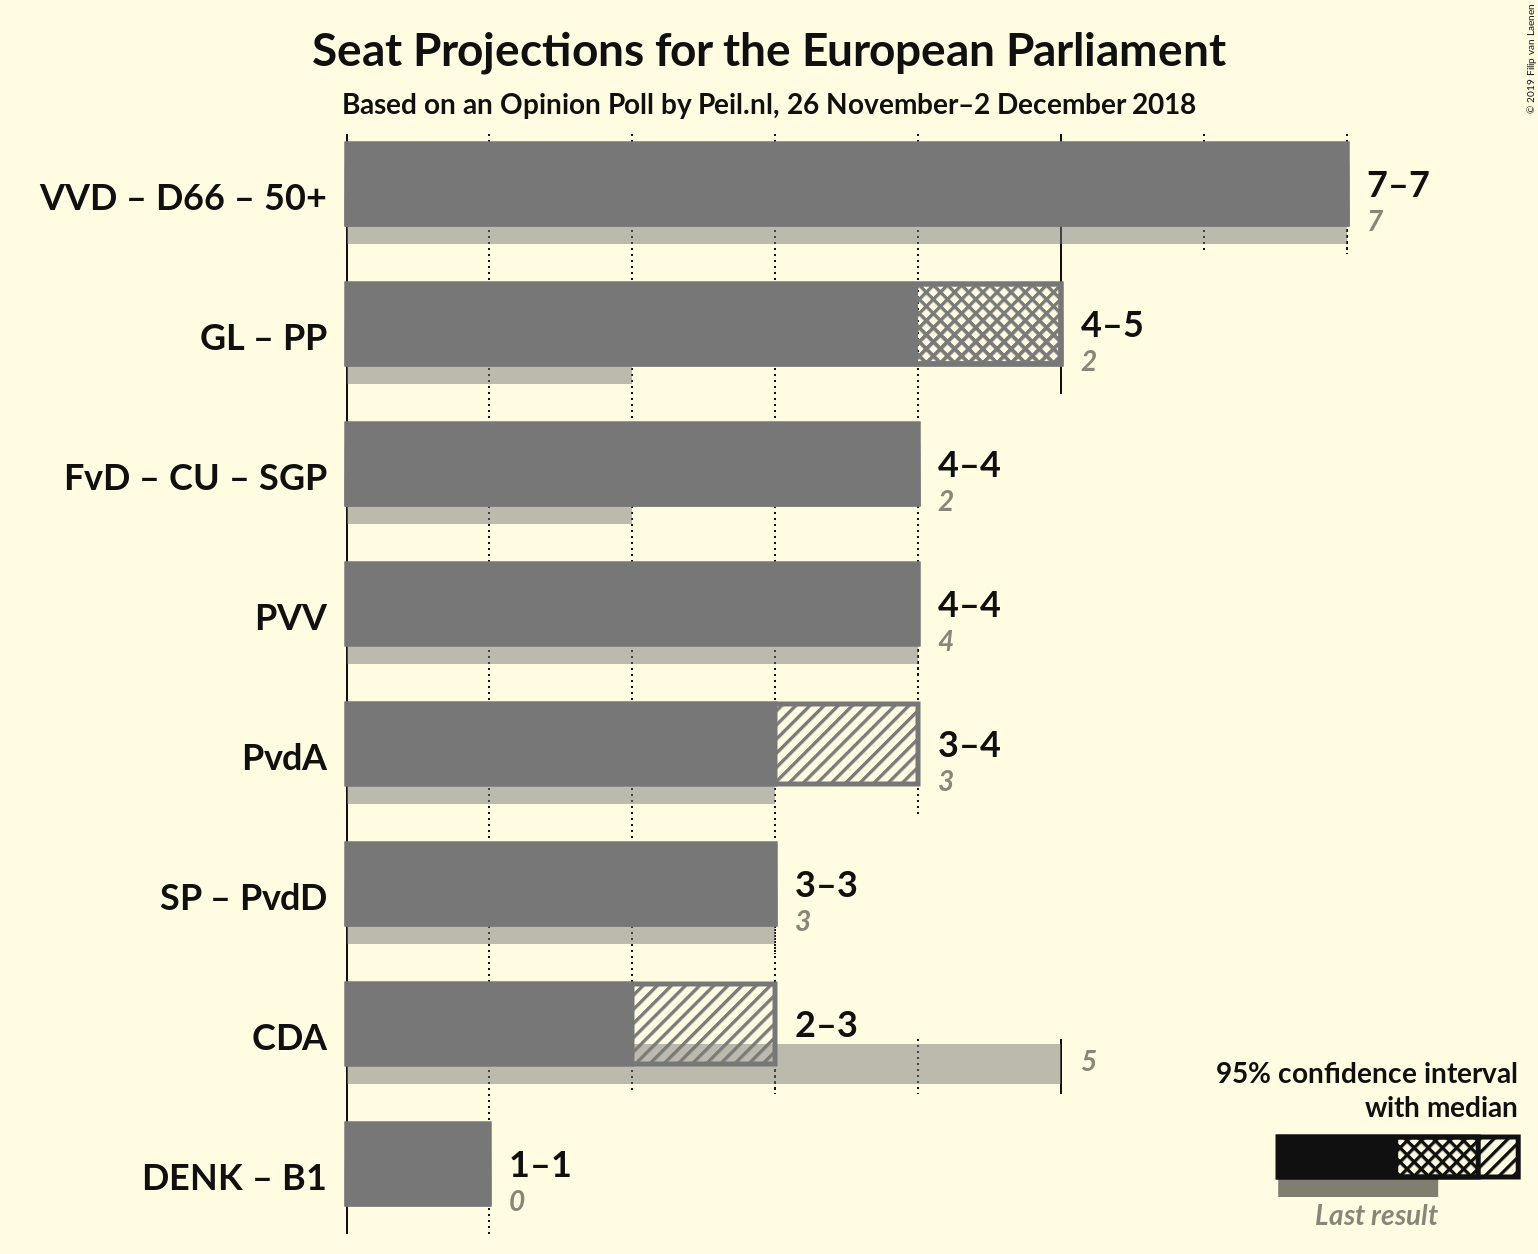 Seat Projections for the European Parliament
Based on an Opinion Poll by Peil.nl, 26 November–2 December 2018
© 2019 Filip van Laenen
VVD – D66 – 50+
7–7
7
GL – PP
4–5
2
FvD – CU – SGP
4–4
2
PVV
4–4
4
PvdA
3–4
3
SP – PvdD
3–3
3
CDA
2–3
5
DENK – B1
1–1
0
95% confidence interval
with median
Last result